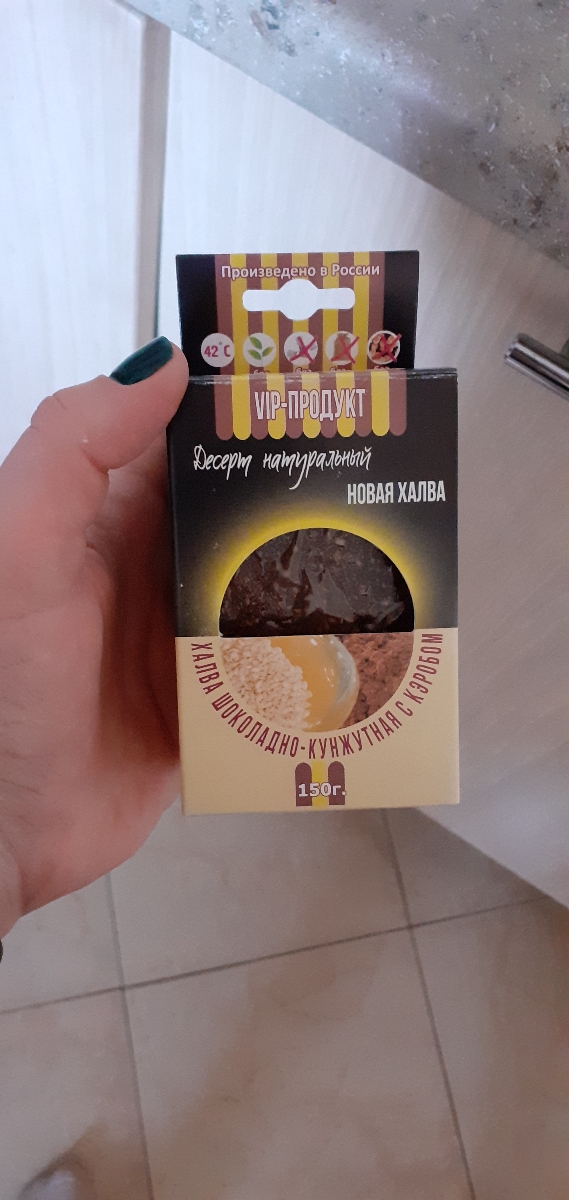 Произведено в России
42°C
VIP-ПРОДУКТ
Десерт натуральный
НОВАЯ ХАЛВА
ХАЛВА ШОКОЛАДНО-КУНЖУТНАЯ С КЭРОБОМ
150г.